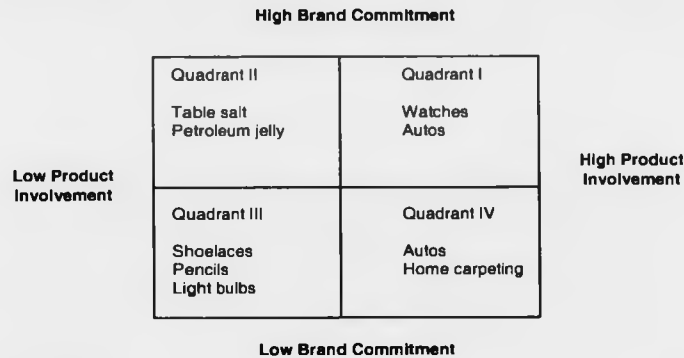 High Brand Commitment
Quadrant II
Table salt
Petroleum jelly
Quadrant I
Watches
Autos
Low Product
Involvement
High Product
Involvement
Quadrant III
Shoelaces
Pencils
Light bulbs
Quadrant IV
Autos
Home carpeting
Low Brand Commitment